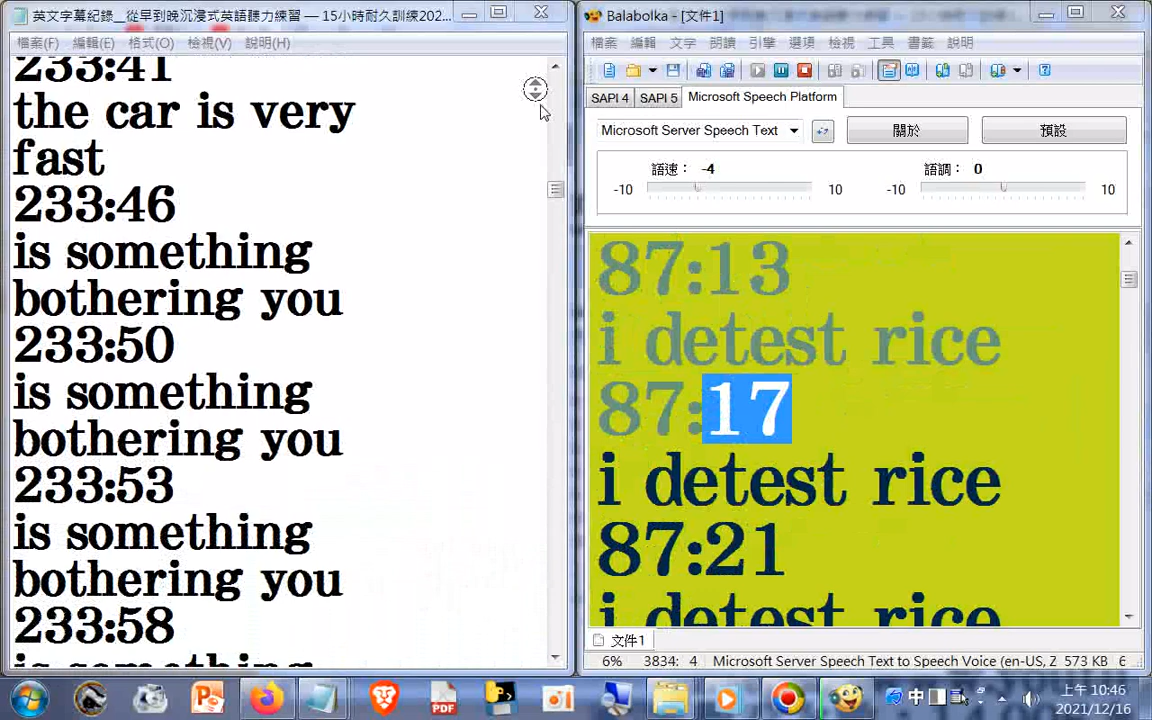 英文字幕紀錄__從早到晚沉浸式英語聽力練習 — 15小時耐久訓練202...
檔案(F) 編輯(E) 格式(O) 檢視(V) 說明(H)
233:41
the car is very
fast
233:46
is something
bothering you
233:50
is something
bothering you
233:53
is something
bothering you
233:58
is something
Balabolka - [文件1]
檔案 編輯 文字 朗讀 引擎 選項 檢視 工具 書籤 說明
SAPI 4 SAPI 5 Microsoft Speech Platform
Microsoft Server Speech Text 關於 預設
語速： -4 語調： 0
-10 10 -10 10
87:13
i detest rice
87:17
i detest rice
87:21
i detest rice
文件1
6% 3834: 4 Microsoft Server Speech Text to Speech Voice (en-US, Z 573 KB 6
PDF 中 上午 10:46
2021/12/16